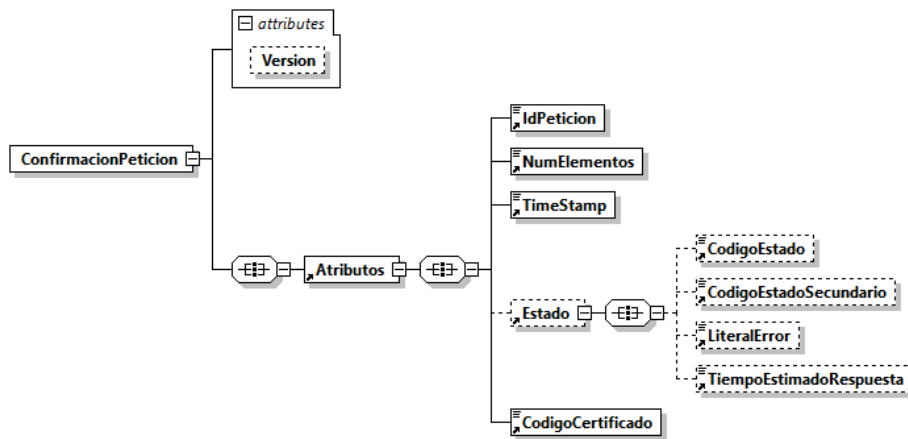 attributes
Version
ConfirmacionPeticion
Atributos
IdPeticion
NumElementos
TimeStamp
Estado
CodigoEstado
CodigoEstadoSecundario
LiteralError
TiempoEstimadoRespuesta
CodigoCertificado